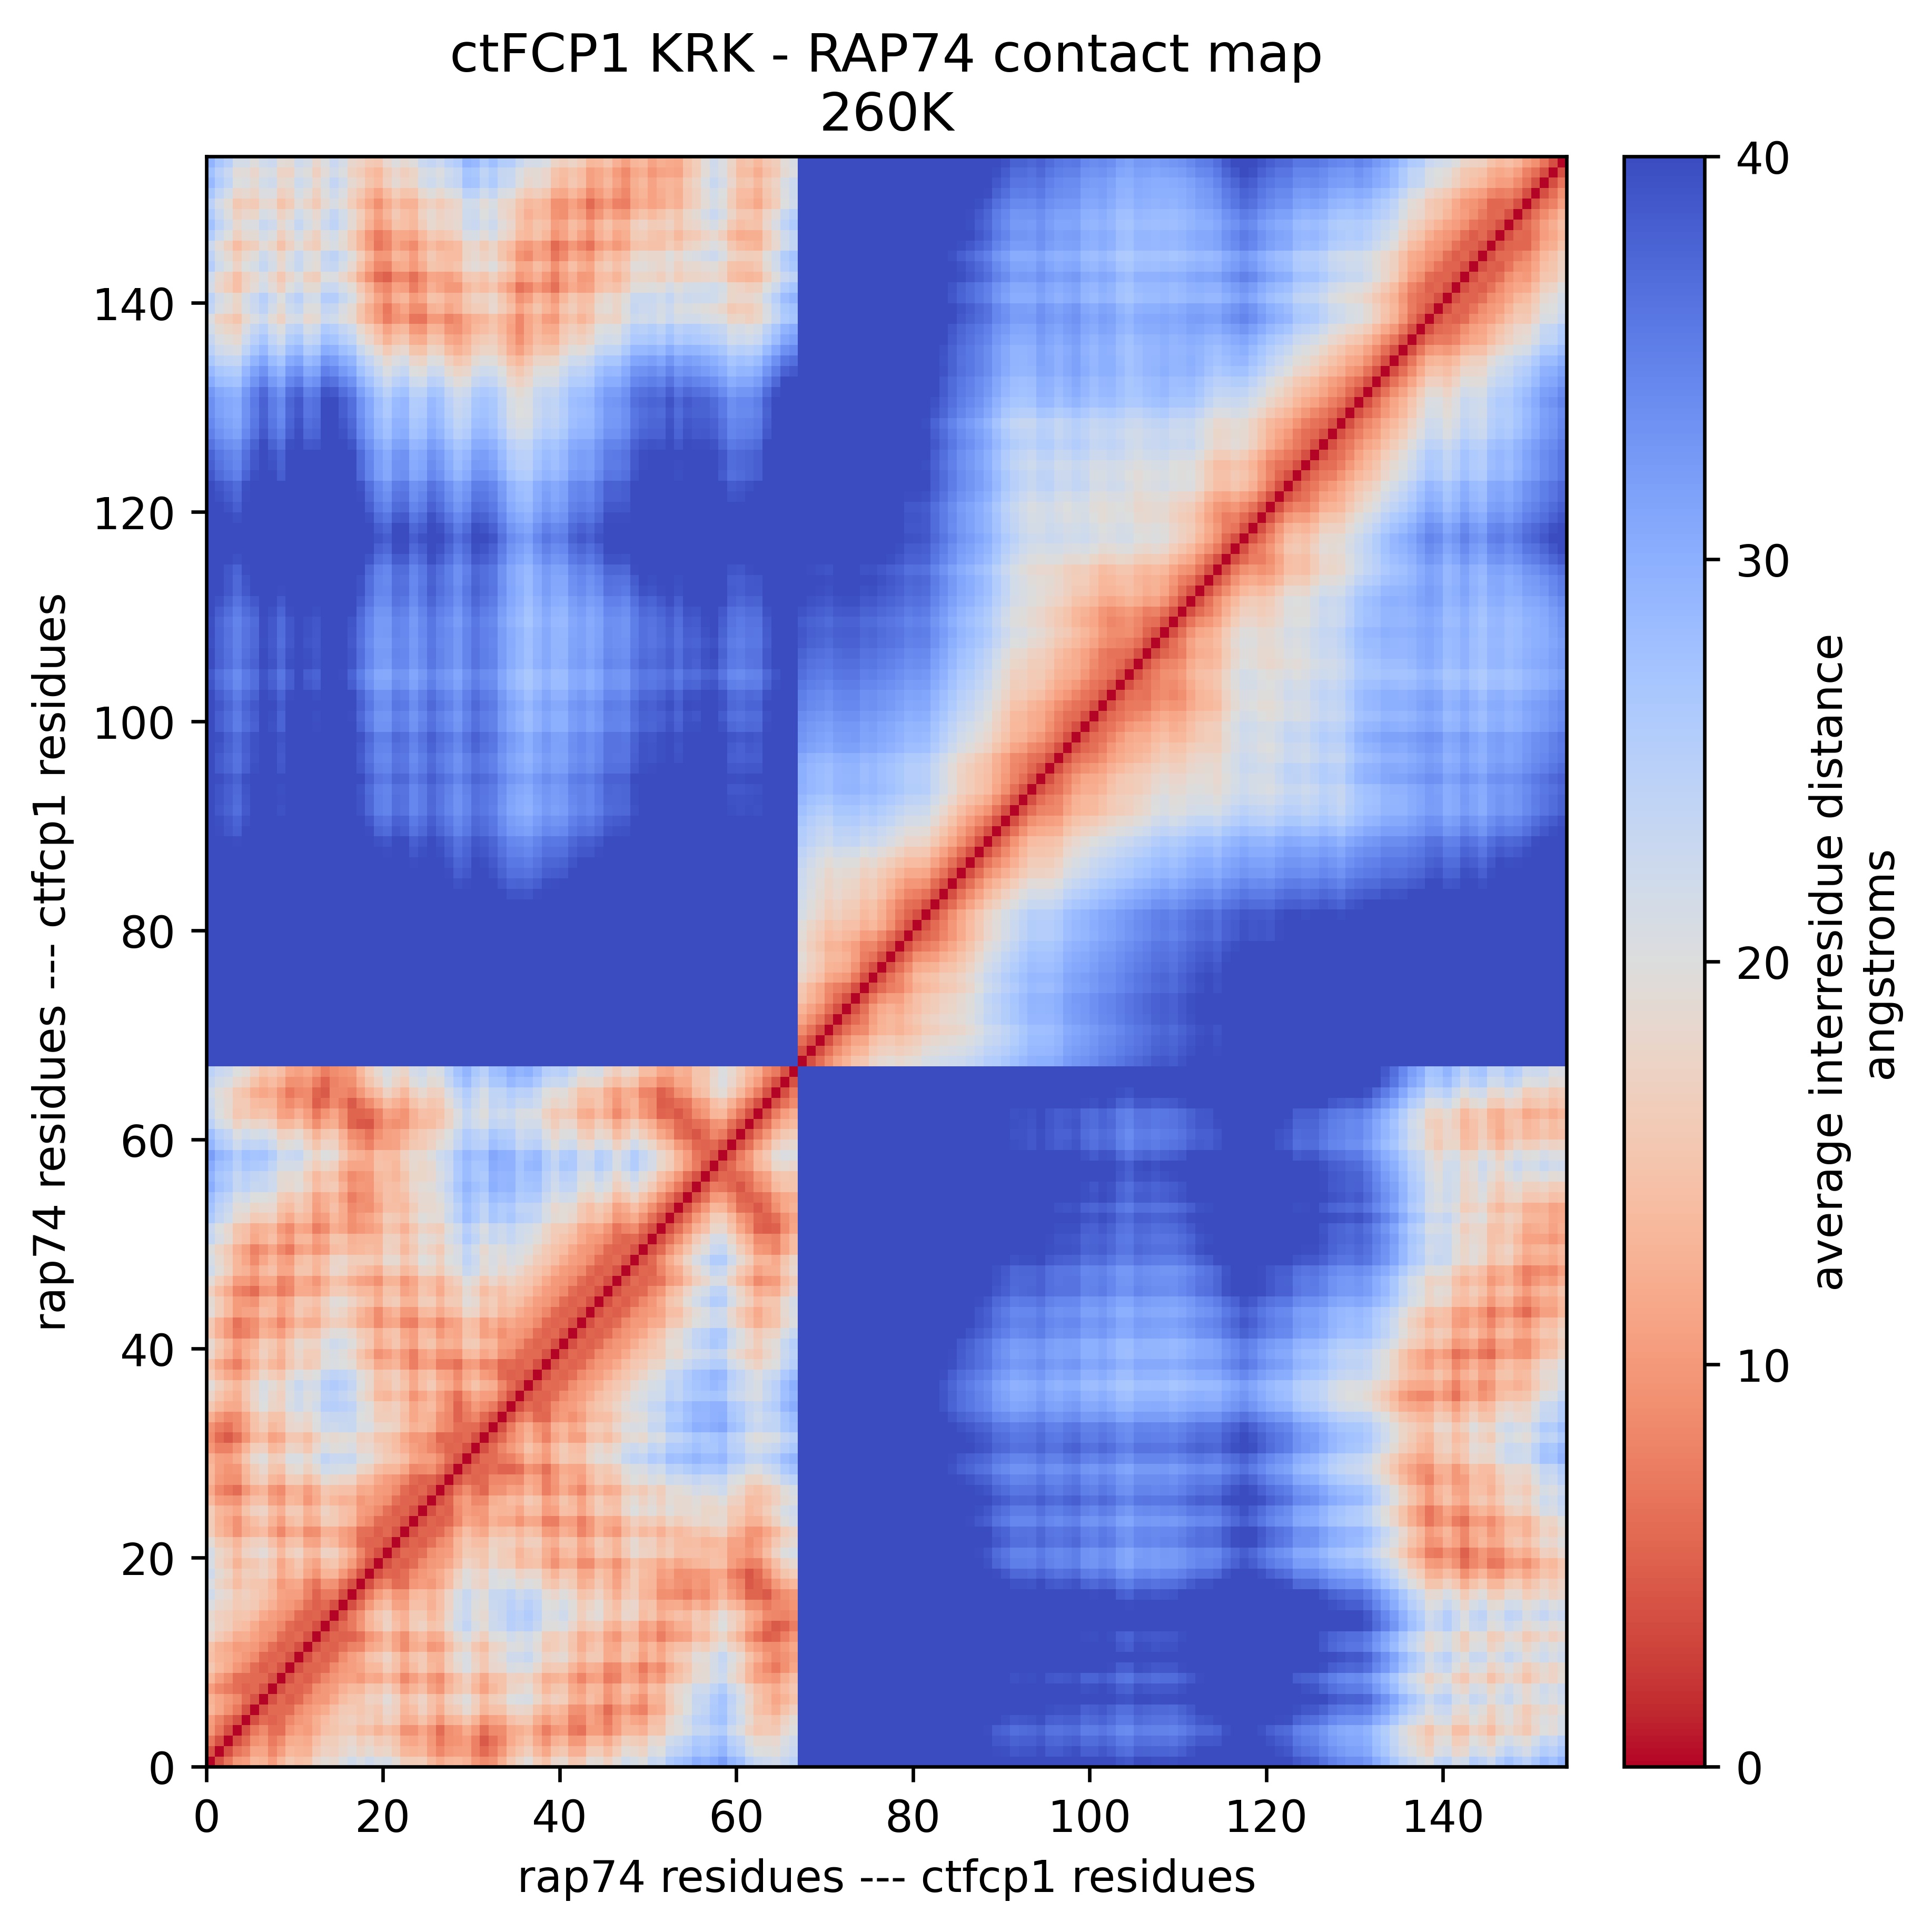 ctFCP1 KRK - RAP74 contact map
260K
rap74 residues --- ctfcp1 residues
140
120
100
80
60
40
20
0
0 20 40 60 80 100 120 140
rap74 residues --- ctfcp1 residues
40
30
20
10
0
average interresidue distance
angstroms